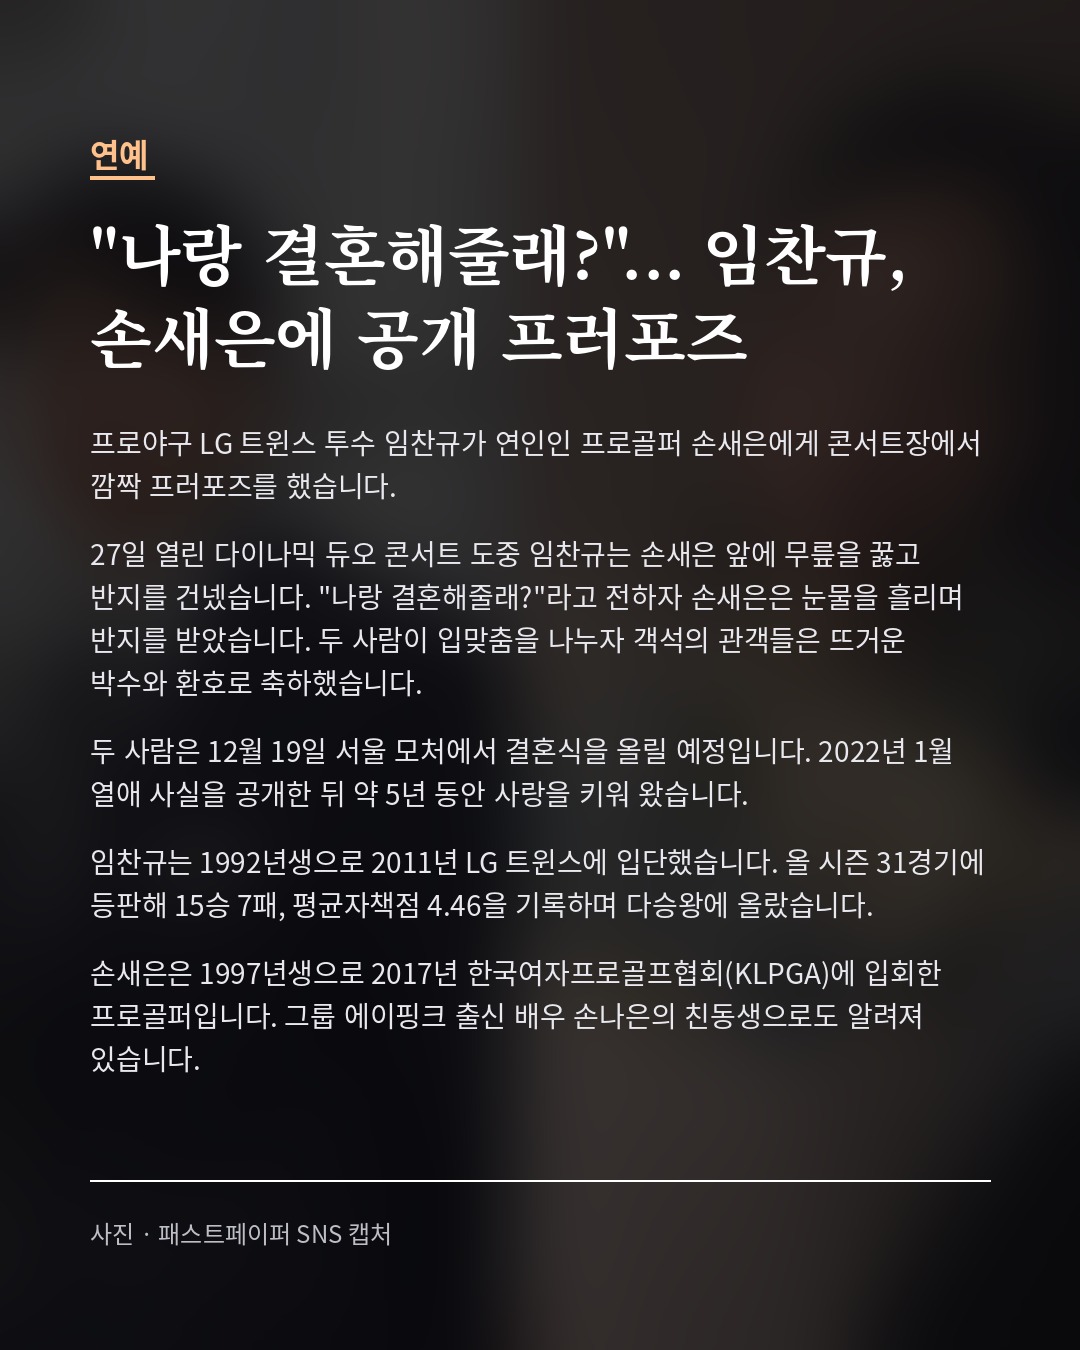 연예
"나랑 결혼해줄래?"... 임찬규,
손새은에 공개 프러포즈
프로야구 LG 트윈스 투수 임찬규가 연인인 프로골퍼 손새은에게 콘서트장에서
깜짝 프러포즈를 했습니다.
27일 열린 다이나믹 듀오 콘서트 도중 임찬규는 손새은 앞에 무릎을 꿇고
반지를 건넸습니다. "나랑 결혼해줄래?"라고 전하자 손새은은 눈물을 흘리며
반지를 받았습니다. 두 사람이 입맞춤을 나누자 객석의 관객들은 뜨거운
박수와 환호로 축하했습니다.
두 사람은 12월 19일 서울 모처에서 결혼식을 올릴 예정입니다. 2022년 1월
열애 사실을 공개한 뒤 약 5년 동안 사랑을 키워 왔습니다.
임찬규는 1992년생으로 2011년 LG 트윈스에 입단했습니다. 올 시즌 31경기에
등판해 15승 7패, 평균자책점 4.46을 기록하며 다승왕에 올랐습니다.
손새은은 1997년생으로 2017년 한국여자프로골프협회(KLPGA)에 입회한
프로골퍼입니다. 그룹 에이핑크 출신 배우 손나은의 친동생으로도 알려져
있습니다.
사진 · 패스트페이퍼 SNS 캡처